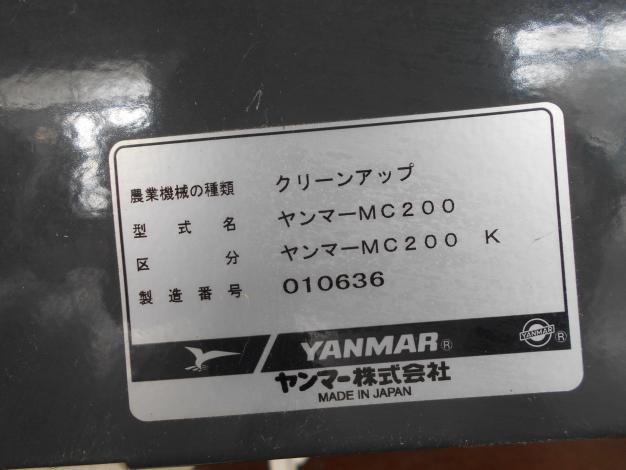 農業機械の種類 クリーンアップ
型式名 ヤンマーMC200
区分 ヤンマーMC200 K
製造番号 010636
YANMAR® YANMAR®
ヤンマー株式会社
MADE IN JAPAN